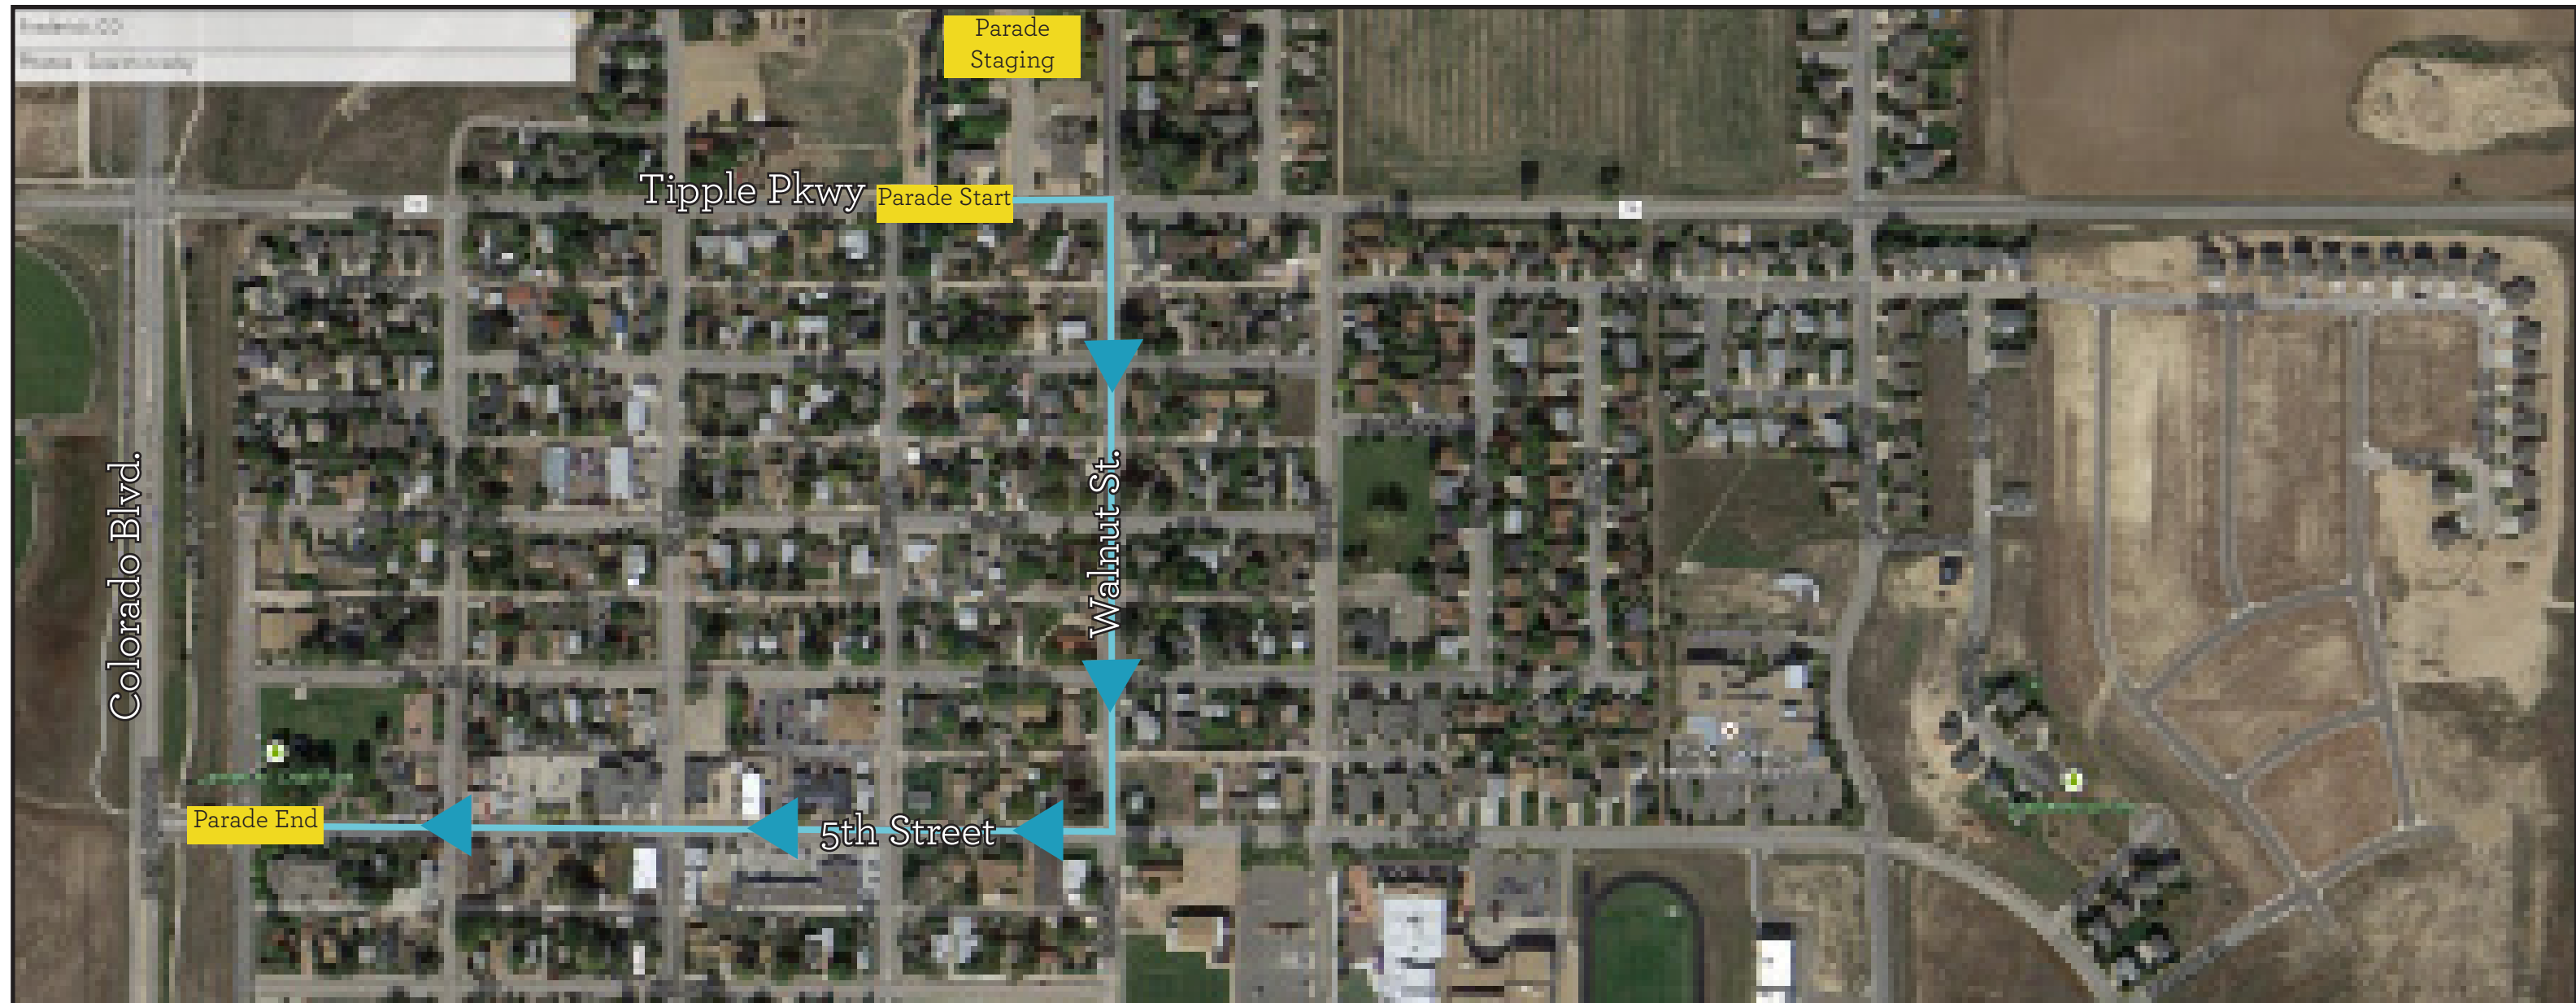 Parade
Staging
Tipple Pkwy
Parade Start
Colorado Blvd.
Walnut St.
Parade End
5th Street